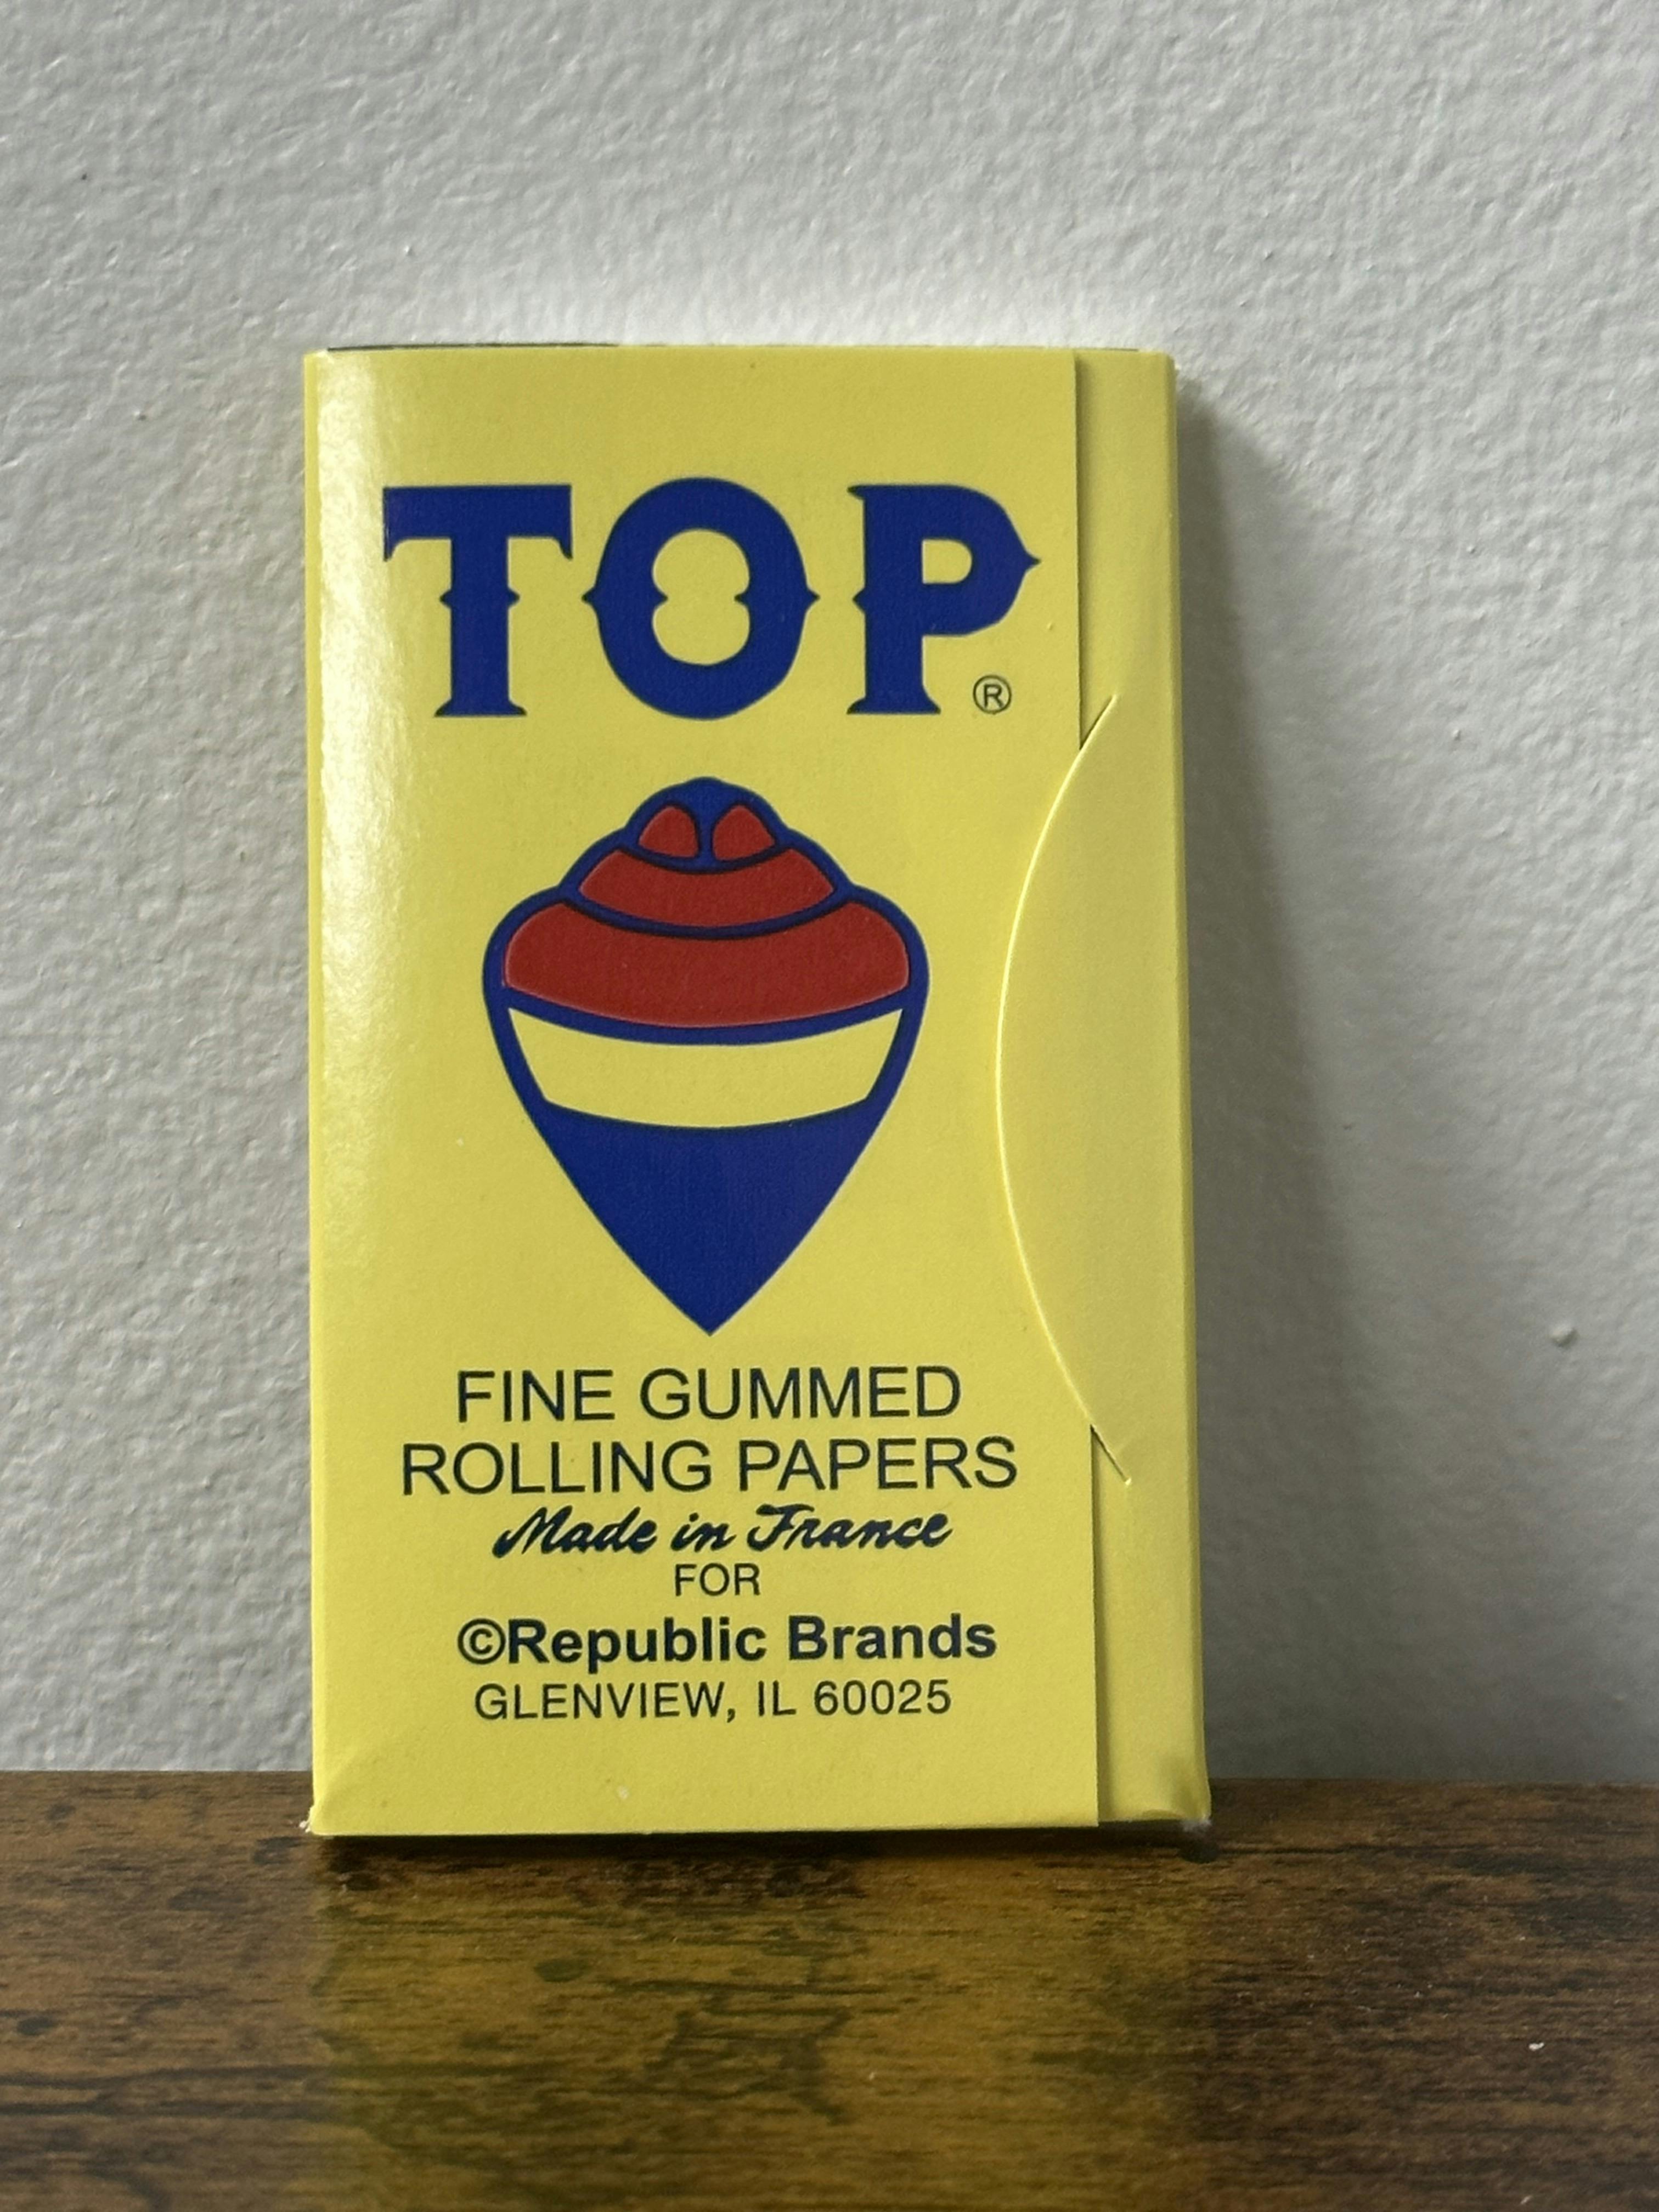 TOP®
FINE GUMMED
ROLLING PAPERS
Made in France
FOR
©Republic Brands
GLENVIEW, IL 60025